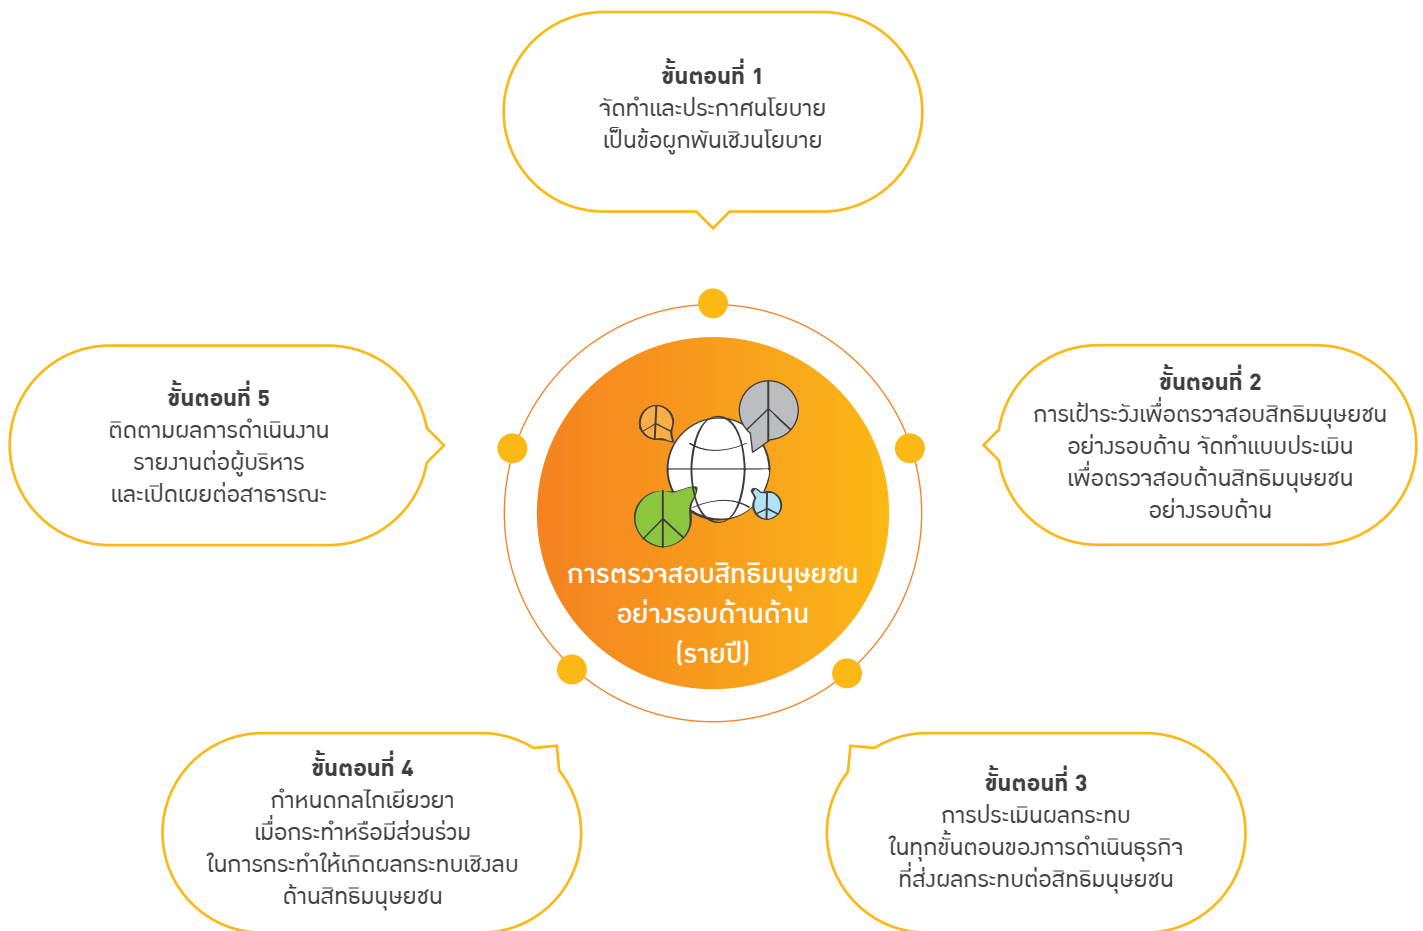 ขั้นตอนที่ 1
จัดทำและประกาศนโยบาย
เป็นข้อผูกพันเชิงนโยบาย
ขั้นตอนที่ 2
การเฝ้าระวังเพื่อตรวจสอบสิทธิมนุษยชน
อย่างรอบด้าน จัดทำแบบประเมิน
เพื่อตรวจสอบด้านสิทธิมนุษยชน
อย่างรอบด้าน
ขั้นตอนที่ 3
การประเมินผลกระทบ
ในทุกขั้นตอนของการดำเนินธุรกิจ
ที่ส่งผลกระทบต่อสิทธิมนุษยชน
ขั้นตอนที่ 4
กำหนดกลไกเยียวยา
เมื่อกระทำหรือมีส่วนร่วม
ในการกระทำให้เกิดผลกระทบเชิงลบ
ด้านสิทธิมนุษยชน
ขั้นตอนที่ 5
ติดตามผลการดำเนินงาน
รายงานต่อผู้บริหาร
และเปิดเผยต่อสาธารณะ
การตรวจสอบสิทธิมนุษยชน
อย่างรอบด้านด้าน
(รายปี)